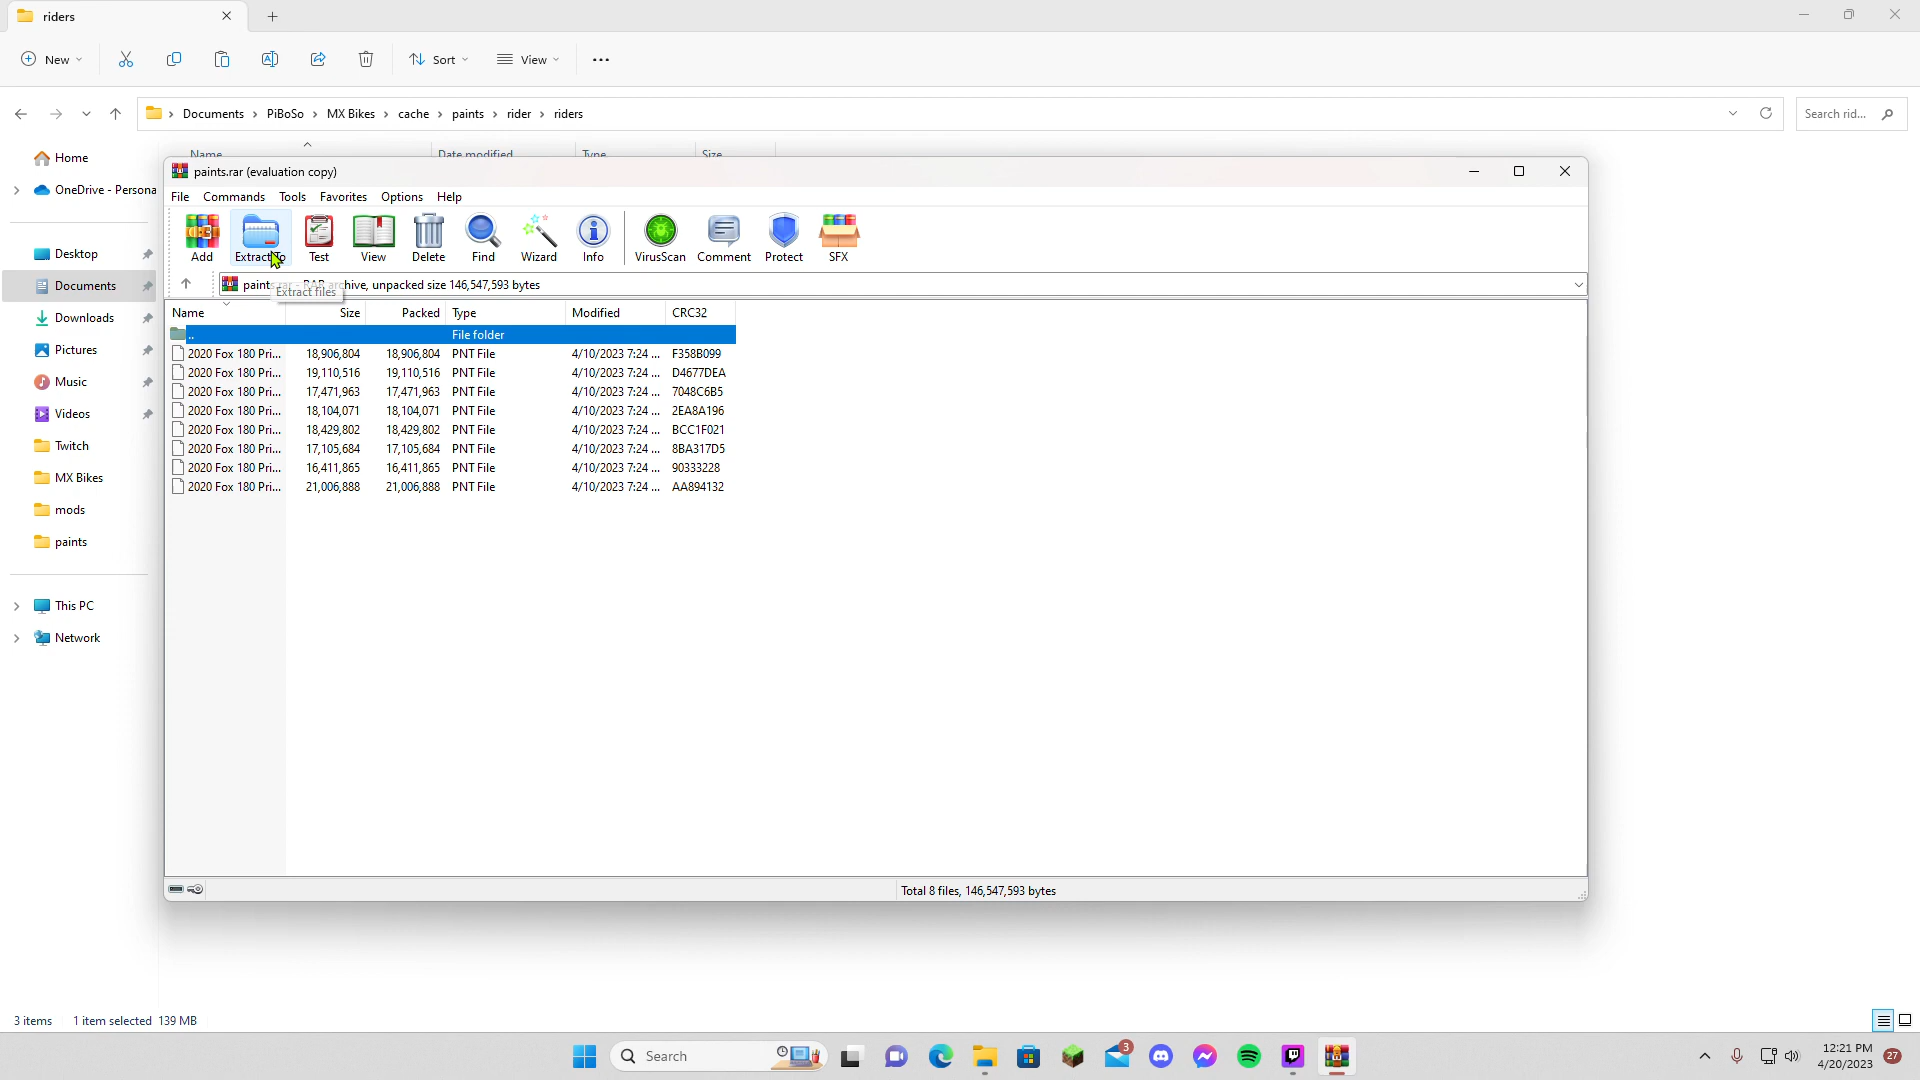 riders
New
Sort
View
Documents > PiBoSo > MX Bikes > cache > paints > rider > riders
Search rid...
Home
OneDrive - Persona
Desktop
Documents
Downloads
Pictures
Music
Videos
Twitch
MX Bikes
mods
paints
This PC
Network
Name Date modified Type Size
paints.rar (evaluation copy)
File Commands Tools Favorites Options Help
Add Extract To Test View Delete Find Wizard Info VirusScan Comment Protect SFX
paints.rar - RAR archive, unpacked size 146,547,593 bytes
Extract files
Name Size Packed Type Modified CRC32
.. File folder
2020 Fox 180 Pri... 18,906,804 18,906,804 PNT File 4/10/2023 7:24 ... F358B099
2020 Fox 180 Pri... 19,110,516 19,110,516 PNT File 4/10/2023 7:24 ... D4677DEA
2020 Fox 180 Pri... 17,471,963 17,471,963 PNT File 4/10/2023 7:24 ... 7048C6B5
2020 Fox 180 Pri... 18,104,071 18,104,071 PNT File 4/10/2023 7:24 ... 2EA8A196
2020 Fox 180 Pri... 18,429,802 18,429,802 PNT File 4/10/2023 7:24 ... BCC1F021
2020 Fox 180 Pri... 17,105,684 17,105,684 PNT File 4/10/2023 7:24 ... 8BA317D5
2020 Fox 180 Pri... 16,411,865 16,411,865 PNT File 4/10/2023 7:24 ... 90333228
2020 Fox 180 Pri... 21,006,888 21,006,888 PNT File 4/10/2023 7:24 ... AA894132
Total 8 files, 146,547,593 bytes
3 items 1 item selected 139 MB
Search
3
12:21 PM
4/20/2023
27